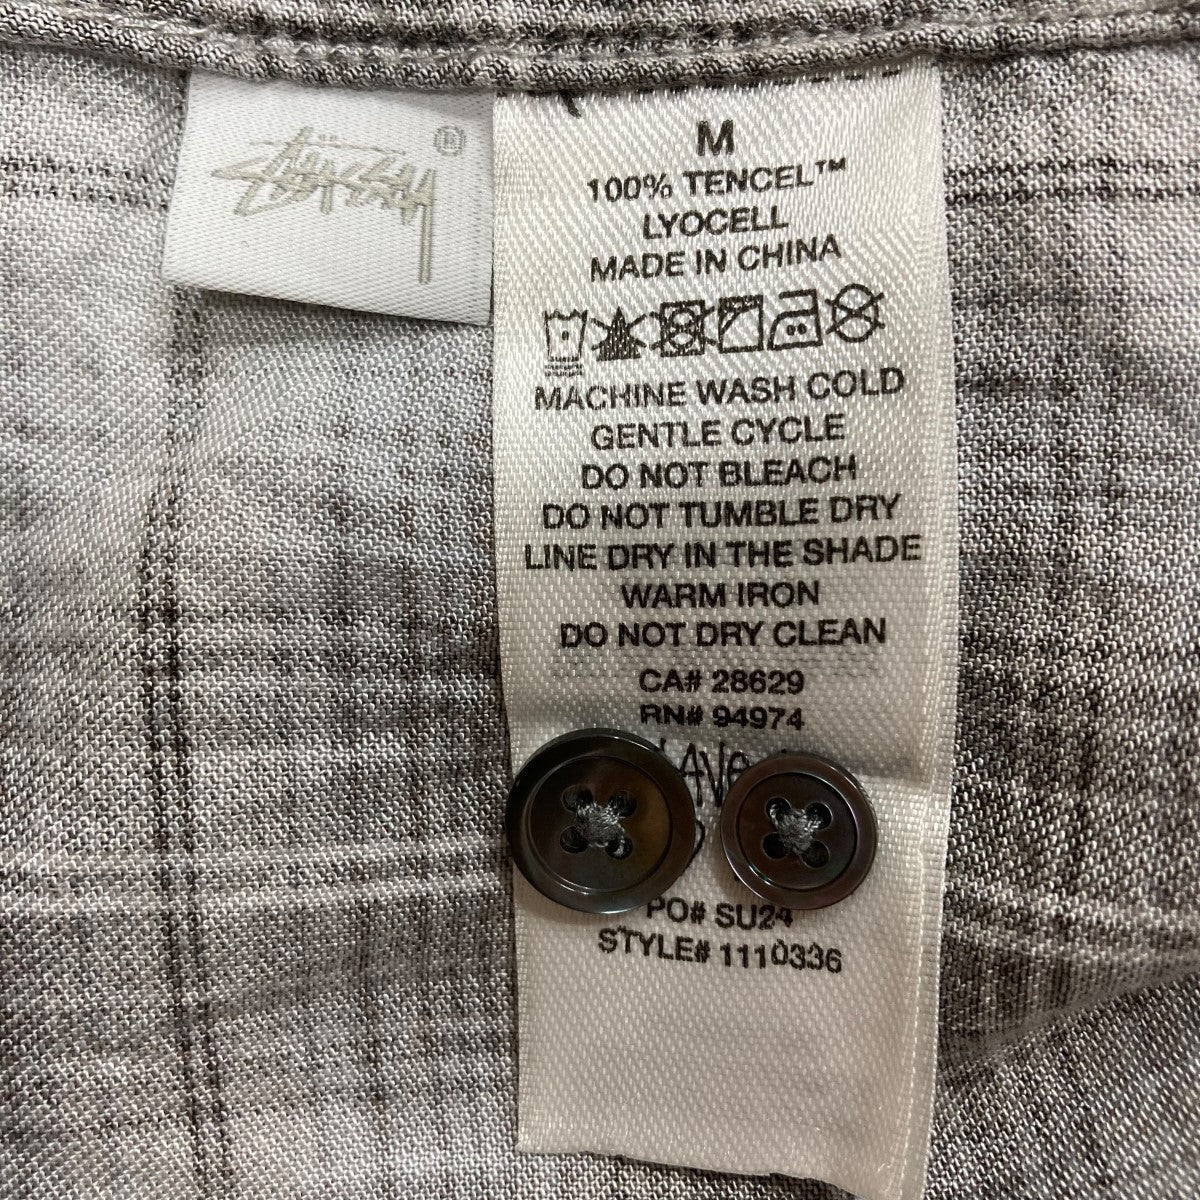 Stüssy ®
M
100% TENCEL™
LYOCELL
MADE IN CHINA
MACHINE WASH COLD
GENTLE CYCLE
DO NOT BLEACH
DO NOT TUMBLE DRY
LINE DRY IN THE SHADE
WARM IRON
DO NOT DRY CLEAN
CA# 28629
RN# 94974
PO# SU24
STYLE# 1110336